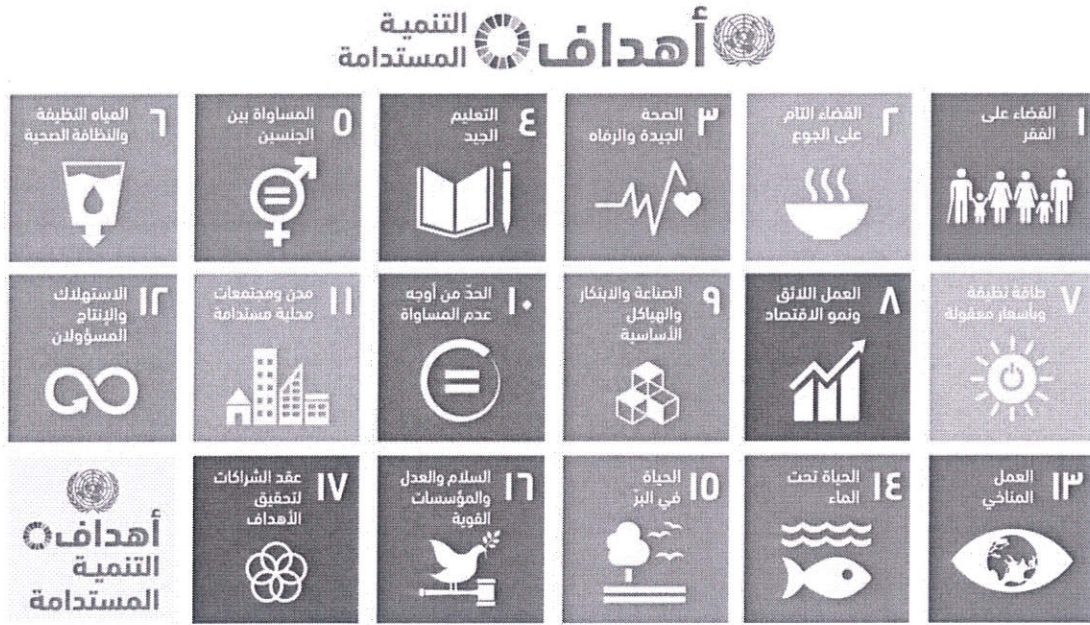 أهداف
التنمية
المستدامة
١
القضاء على
الفقر
٢
القضاء التام
على الجوع
٣
الصحة
الجيدة والرفاه
٤
التعليم
الجيد
٥
المساواة بين
الجنسين
٦
المياه النظيفة
والنظافة الصحية
٧
طاقة نظيفة
وبأسعار معقولة
٨
العمل اللائق
ونمو الاقتصاد
٩
الصناعة والابتكار
والهياكل
الأساسية
١٠
الحدّ من أوجه
عدم المساواة
١١
مدن ومجتمعات
محلية مستدامة
١٢
الاستهلاك
والإنتاج
المسؤولان
١٣
العمل
المناخي
١٤
الحياة تحت
الماء
١٥
الحياة
في البرّ
١٦
السلام والعدل
والمؤسسات
القوية
١٧
عقد الشراكات
لتحقيق
الأهداف
أهداف
التنمية
المستدامة